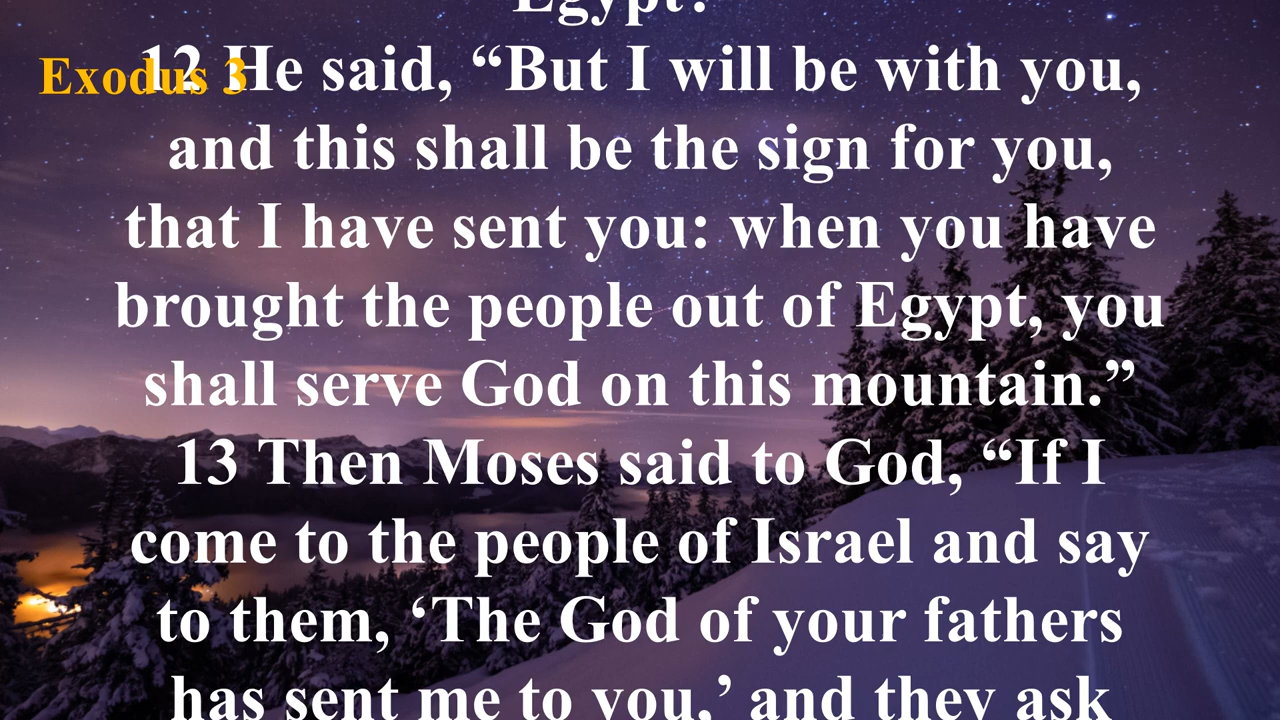 Egypt?"
12 He said, “But I will be with you,
Exodus 3
and this shall be the sign for you,
that I have sent you: when you have
brought the people out of Egypt, you
shall serve God on this mountain.”
13 Then Moses said to God, “If I
come to the people of Israel and say
to them, ‘The God of your fathers
has sent me to you,’ and they ask